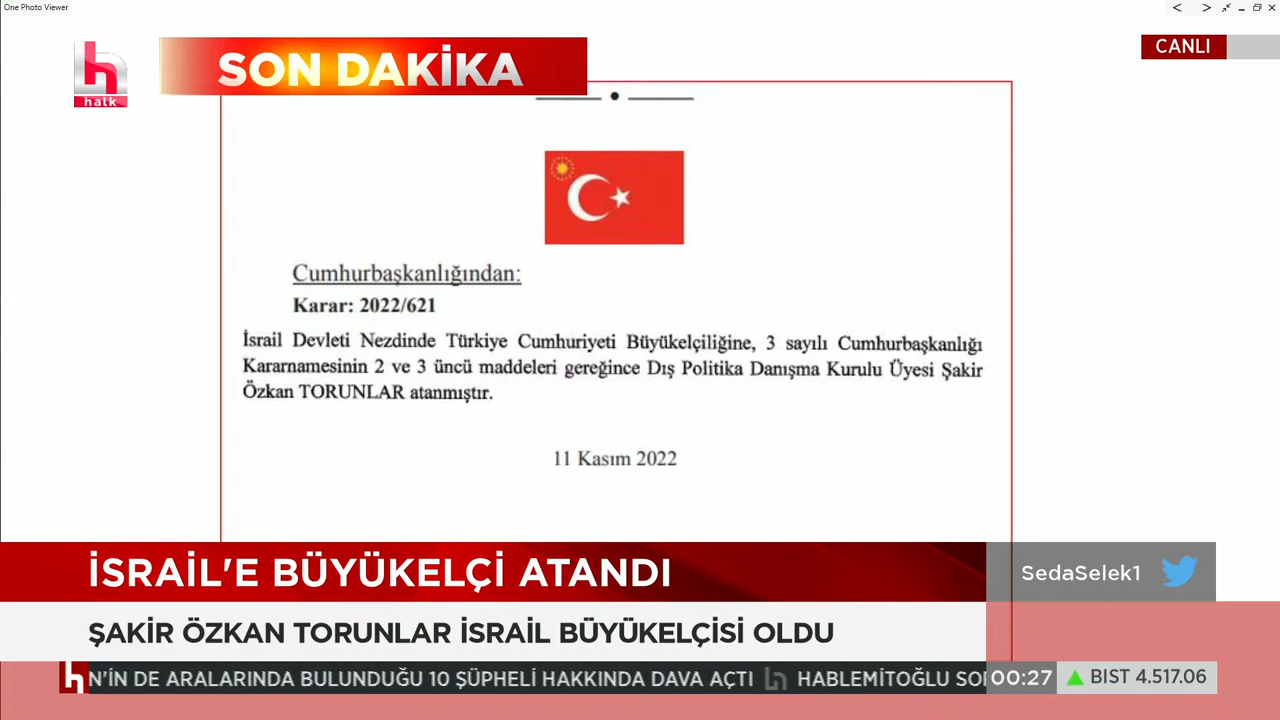 One Photo Viewer
halk
SON DAKİKA
CANLI
Cumhurbaşkanlığından:
Karar: 2022/621
İsrail Devleti Nezdinde Türkiye Cumhuriyeti Büyükelçiliğine, 3 sayılı Cumhurbaşkanlığı
Kararnamesinin 2 ve 3 üncü maddeleri gereğince Dış Politika Danışma Kurulu Üyesi Şakir
Özkan TORUNLAR atanmıştır.
11 Kasım 2022
İSRAİL'E BÜYÜKELÇİ ATANDI
SedaSelek1
ŞAKİR ÖZKAN TORUNLAR İSRAİL BÜYÜKELÇİSİ OLDU
N'İN DE ARALARINDA BULUNDUĞU 10 ŞÜPHELİ HAKKINDA DAVA AÇTI HABLEMİTOĞLU 00:27 BIST 4.517.06